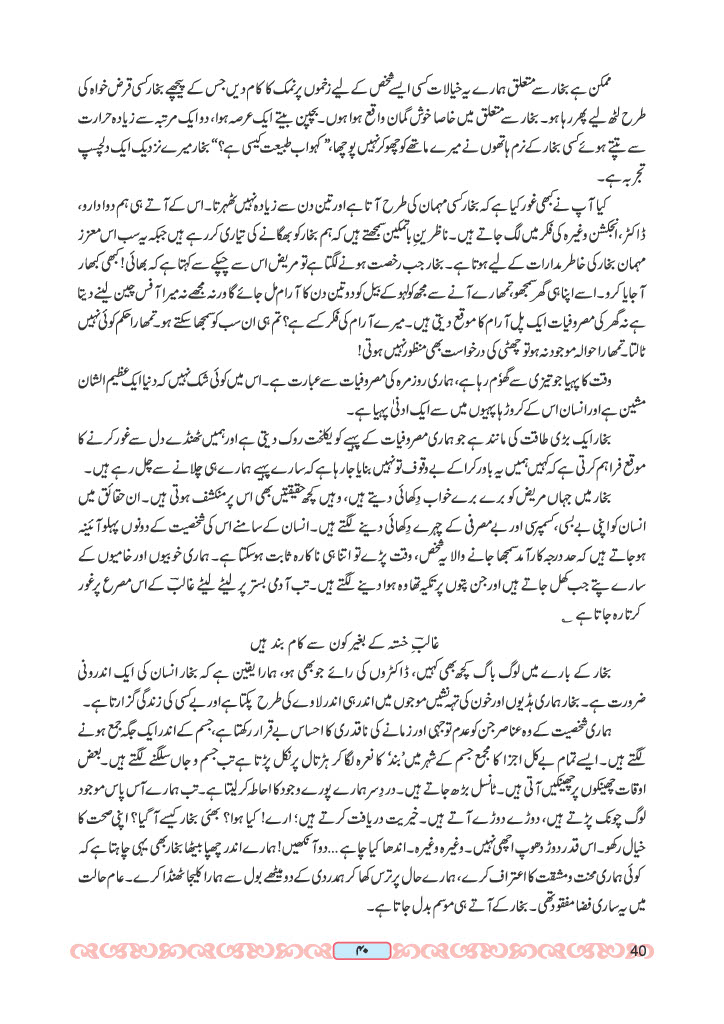 ممکن ہے بخار سے متعلق ہمارے یہ خیالات کسی ایسے شخص کے لیے زخموں پر نمک کا کام دیں جس کے پیچھے بخار کسی قرض خواہ کی
طرح لٹھ لیے پھر رہا ہو۔ بخار سے متعلق میں خاصا خوش گمان واقع ہوا ہوں۔ بچپن بیتے ایک عرصہ ہوا، دو ایک مرتبہ سے زیادہ حرارت
سے تپتے ہوئے کسی بخار کے نرم ہاتھوں نے میرے ماتھے کو چھو کر نہیں پوچھا، ”کہو اب طبیعت کیسی ہے؟“ بخار میرے نزدیک ایک دلچسپ
تجربہ ہے۔
کیا آپ نے کبھی غور کیا ہے کہ بخار کسی مہمان کی طرح آتا ہے اور تین دن سے زیادہ نہیں ٹھہرتا۔ اس کے آتے ہی ہم دوا دارو،
ڈاکٹر، انجکشن وغیرہ کی فکر میں لگ جاتے ہیں۔ ناظرینِ باتمکین سمجھتے ہیں کہ ہم بخار کو بھگانے کی تیاری کر رہے ہیں جبکہ یہ سب اس معزز
مہمان بخار کی خاطر مدارات کے لیے ہوتا ہے۔ بخار جب رخصت ہونے لگتا ہے تو مریض اس سے چپکے سے کہتا ہے کہ بھائی! کبھی کبھار
آ جایا کرو۔ اسے اپنا ہی گھر سمجھو، تمھارے آنے سے مجھ کولہو کے بیل کو دو تین دن کا آرام مل جائے گا ورنہ مجھے نہ میرا آفس چین لینے دیتا
ہے نہ گھر کی مصروفیات ایک پل آرام کا موقع دیتی ہیں۔ میرے آرام کی فکر کسے ہے؟ تم ہی ان سب کو سمجھا سکتے ہو۔ تمھارا حکم کوئی نہیں
ٹالتا۔ تمھارا حوالہ موجود نہ ہو تو چھٹی کی درخواست بھی منظور نہیں ہوتی!
وقت کا پہیا جو تیزی سے گھوٗم رہا ہے، ہماری روزمرہ کی مصروفیات سے عبارت ہے۔ اس میں کوئی شک نہیں کہ دنیا ایک عظیم الشان
مشین ہے اور انسان اس کے کروڑہا پہیوں میں سے ایک ادنیٰ پہیا ہے۔
بخار ایک بڑی طاقت کی مانند ہے جو ہماری مصروفیات کے پہیے کو یکلخت روک دیتی ہے اور ہمیں ٹھنڈے دل سے غور کرنے کا
موقع فراہم کرتی ہے کہ کہیں ہمیں یہ باور کرا کے بے وقوف تو نہیں بنایا جا رہا ہے کہ سارے پہیے ہمارے ہی چلانے سے چل رہے ہیں۔
بخار میں جہاں مریض کو برے برے خواب دِکھائی دیتے ہیں، وہیں کچھ حقیقتیں بھی اس پر منکشف ہوتی ہیں۔ ان حقائق میں
انسان کو اپنی بے بسی، کسمپرسی اور بے مصرفی کے چہرے دِکھائی دینے لگتے ہیں۔ انسان کے سامنے اس کی شخصیت کے دونوں پہلو آئینہ
ہو جاتے ہیں کہ حد درجہ کارآمد سمجھا جانے والا یہ شخص، وقت پڑے تو اتنا ہی ناکارہ ثابت ہو سکتا ہے۔ ہماری خوبیوں اور خامیوں کے
سارے پتے جب کھل جاتے ہیں اور جن پتوں پر تکیہ تھا وہ ہوا دینے لگتے ہیں۔ تب آدمی بستر پر لیٹے لیٹے غالبؔ کے اس مصرع پر غور
کرتا رہ جاتا ہے ؎
غالبؔ خستہ کے بغیر کون سے کام بند ہیں
بخار کے بارے میں لوگ باگ کچھ بھی کہیں، ڈاکٹروں کی رائے جو بھی ہو، ہمارا یقین ہے کہ بخار انسان کی ایک اندرونی
ضرورت ہے۔ بخار ہماری ہڈیوں اور خون کی تہہ نشیں موجوں میں اندر ہی اندر لاوے کی طرح پکتا ہے اور بے کسی کی زندگی گزارتا ہے۔
ہماری شخصیت کے وہ عناصر جن کو عدم توجہی اور زمانے کی ناقدری کا احساس بے قرار رکھتا ہے، جسم کے اندر ایک جگہ جمع ہونے
لگتے ہیں۔ ایسے تمام بے کل اجزا کا مجمع جسم کے شہر میں ’بند‘ کا نعرہ لگا کر ہڑتال پر نکل پڑتا ہے تب جسم و جاں سلگنے لگتے ہیں۔ بعض
اوقات چھینکوں پر چھینکیں آتی ہیں۔ ٹانسل بڑھ جاتے ہیں۔ دردِ سر ہمارے پورے وجود کا احاطہ کر لیتا ہے۔ تب ہمارے آس پاس موجود
لوگ چونک پڑتے ہیں، دوڑے دوڑے آتے ہیں۔ خیریت دریافت کرتے ہیں؛ ارے! کیا ہوا؟ بھئی بخار کیسے آ گیا؟ اپنی صحت کا
خیال رکھو۔ اس قدر دوڑ دھوپ اچھی نہیں۔ وغیرہ وغیرہ۔ اندھا کیا چاہے... دو آنکھیں! ہمارے اندر چھپا بیٹھا بخار بھی یہی چاہتا ہے کہ
کوئی ہماری محنت و مشقت کا اعتراف کرے، ہمارے حال پر ترس کھا کر ہمدردی کے دو میٹھے بول سے ہمارا کلیجا ٹھنڈا کرے۔ عام حالت
میں یہ ساری فضا مفقود تھی۔ بخار کے آتے ہی موسم بدل جاتا ہے۔
۴۰
40